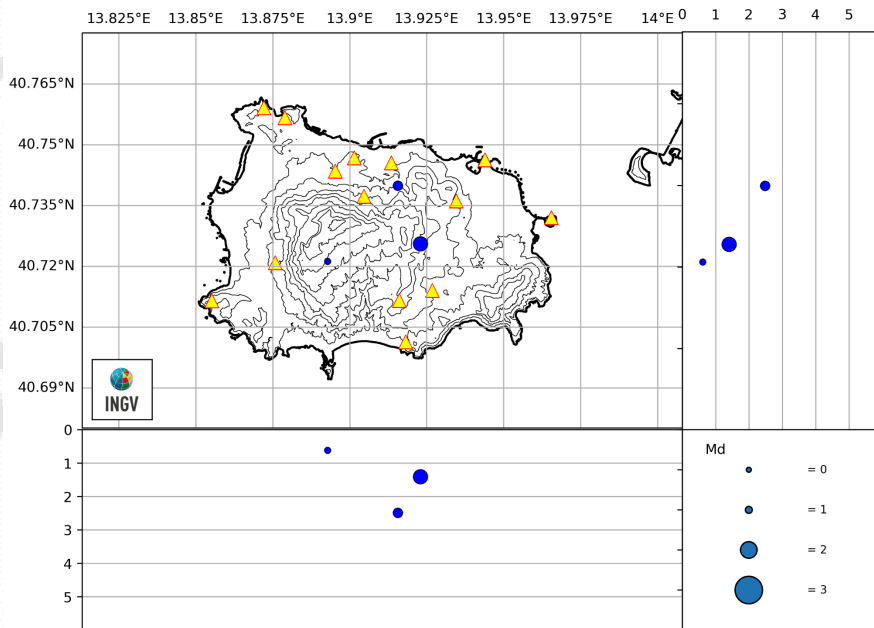 13.825°E 13.85°E 13.875°E 13.9°E 13.925°E 13.95°E 13.975°E 14°E 0 1 2 3 4 5
40.765°N
40.75°N
40.735°N
40.72°N
40.705°N
40.69°N
INGV
0
1
2
3
4
5
Md
= 0
= 1
= 2
= 3